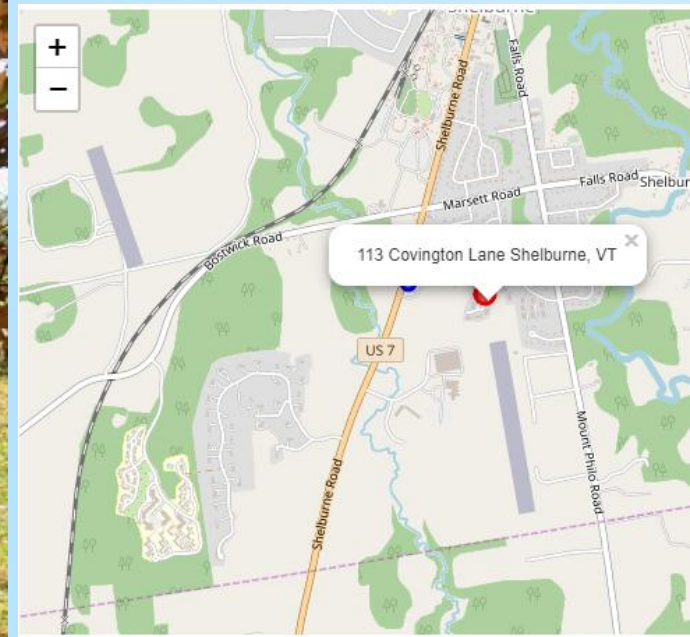 +
−
Shelburne
Falls Road
Shelburne Road
Marsett Road
Falls Road
Bostwick Road
×
113 Covington Lane Shelburne, VT
US 7
Mount Philo Road
Shelburne Road